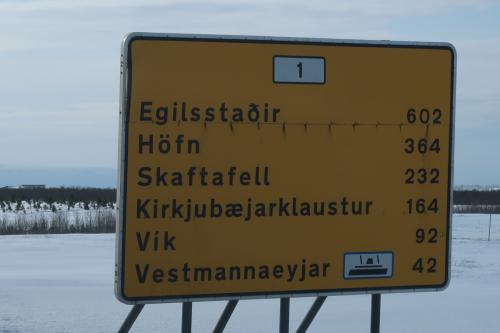 1
Egilsstaðir 602
Höfn 364
Skaftafell 232
Kirkjubæjarklaustur 164
Vík 92
Vestmannaeyjar 42